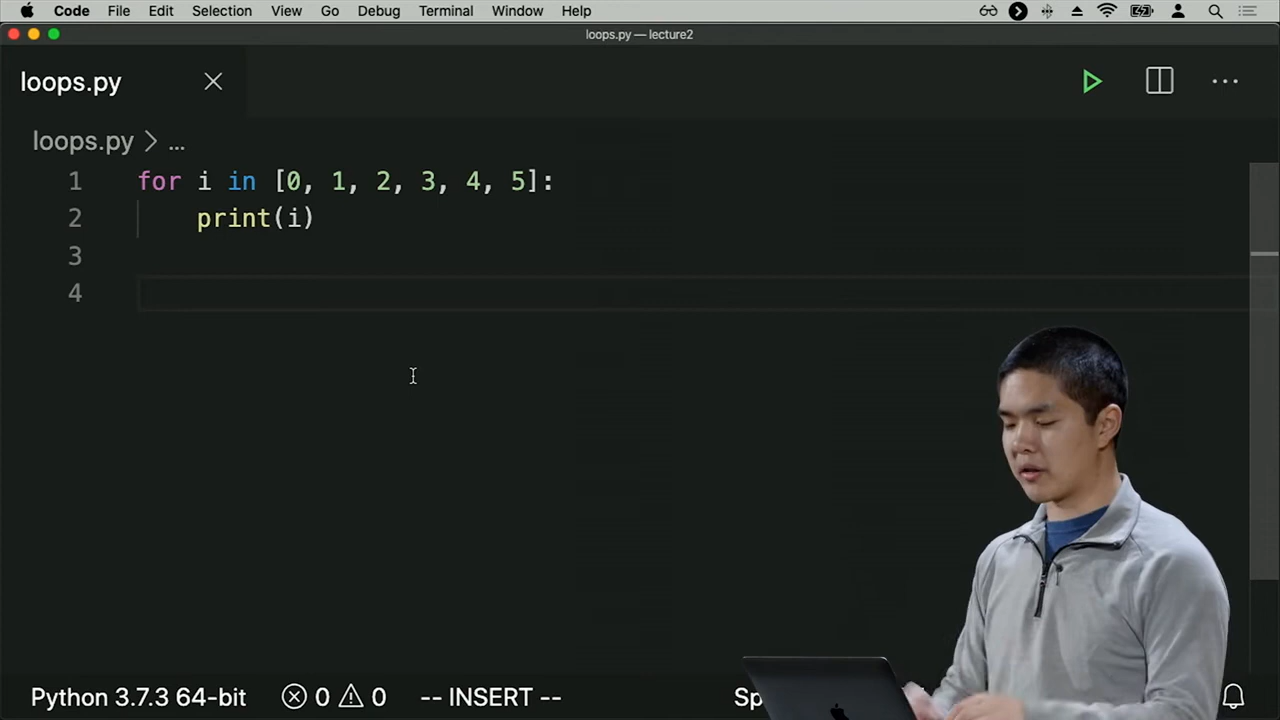 Code File Edit Selection View Go Debug Terminal Window Help
loops.py — lecture2
loops.py
loops.py > ...
1 for i in [0, 1, 2, 3, 4, 5]:
2     print(i)
3
4
Python 3.7.3 64-bit 0 0 -- INSERT -- Sp